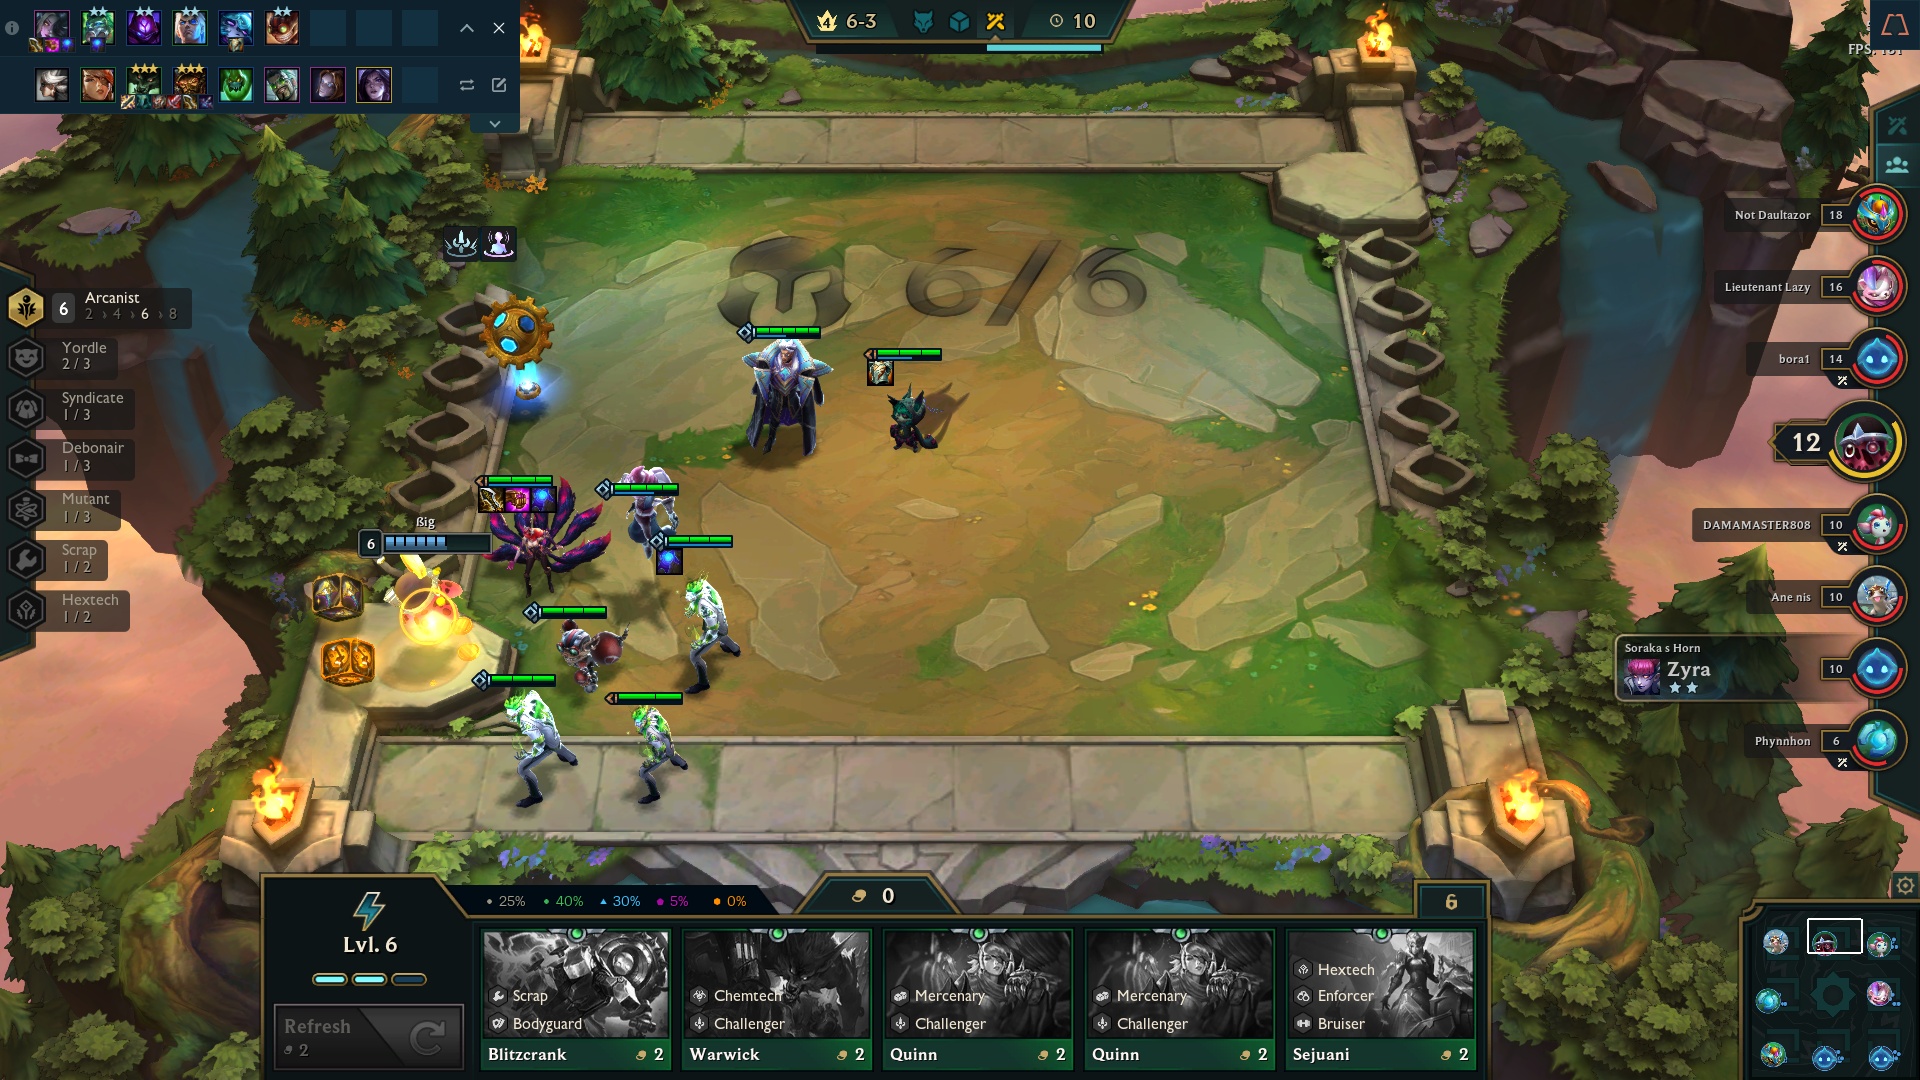 4 6-3
10
6/6
6
Arcanist
2 › 4 › 6 › 8
Yordle
2 / 3
Syndicate
1 / 3
Debonair
1 / 3
Mutant
1 / 3
Scrap
1 / 2
Hextech
1 / 2
6
ßig
Not Daultazor 18
Lieutenant Lazy 16
bora1 14
12
DAMAMASTER808 10
Ane nis 10
Soraka s Horn
Zyra
10
Phynnhon 6
25% 40% 30% 5% 0%
0
6
Lvl. 6
Refresh
2
Scrap
Bodyguard
Blitzcrank 2
Chemtech
Challenger
Warwick 2
Mercenary
Challenger
Quinn 2
Mercenary
Challenger
Quinn 2
Hextech
Enforcer
Bruiser
Sejuani 2